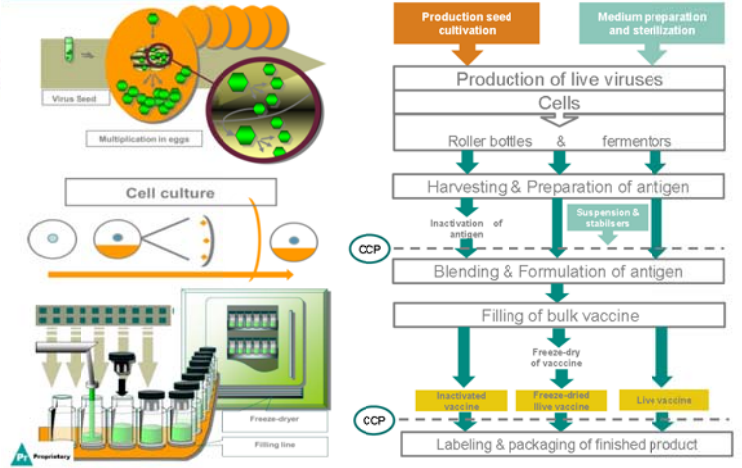 Virus Seed
Multiplication in eggs
Cell culture
Freeze-dryer
Filling line
Pr
Proprietary
Production seed
cultivation
Medium preparation
and sterilization
Production of live viruses
Cells
Roller bottles & fermentors
Harvesting & Preparation of antigen
Inactivation of
antigen
Suspension &
stabilsers
CCP
Blending & Formulation of antigen
Filling of bulk vaccine
Freeze-dry
of vacccine
Inactivated
vaccine
Freeze-dried
llive vaccine
Live vaccine
CCP
Labeling & packaging of finished product